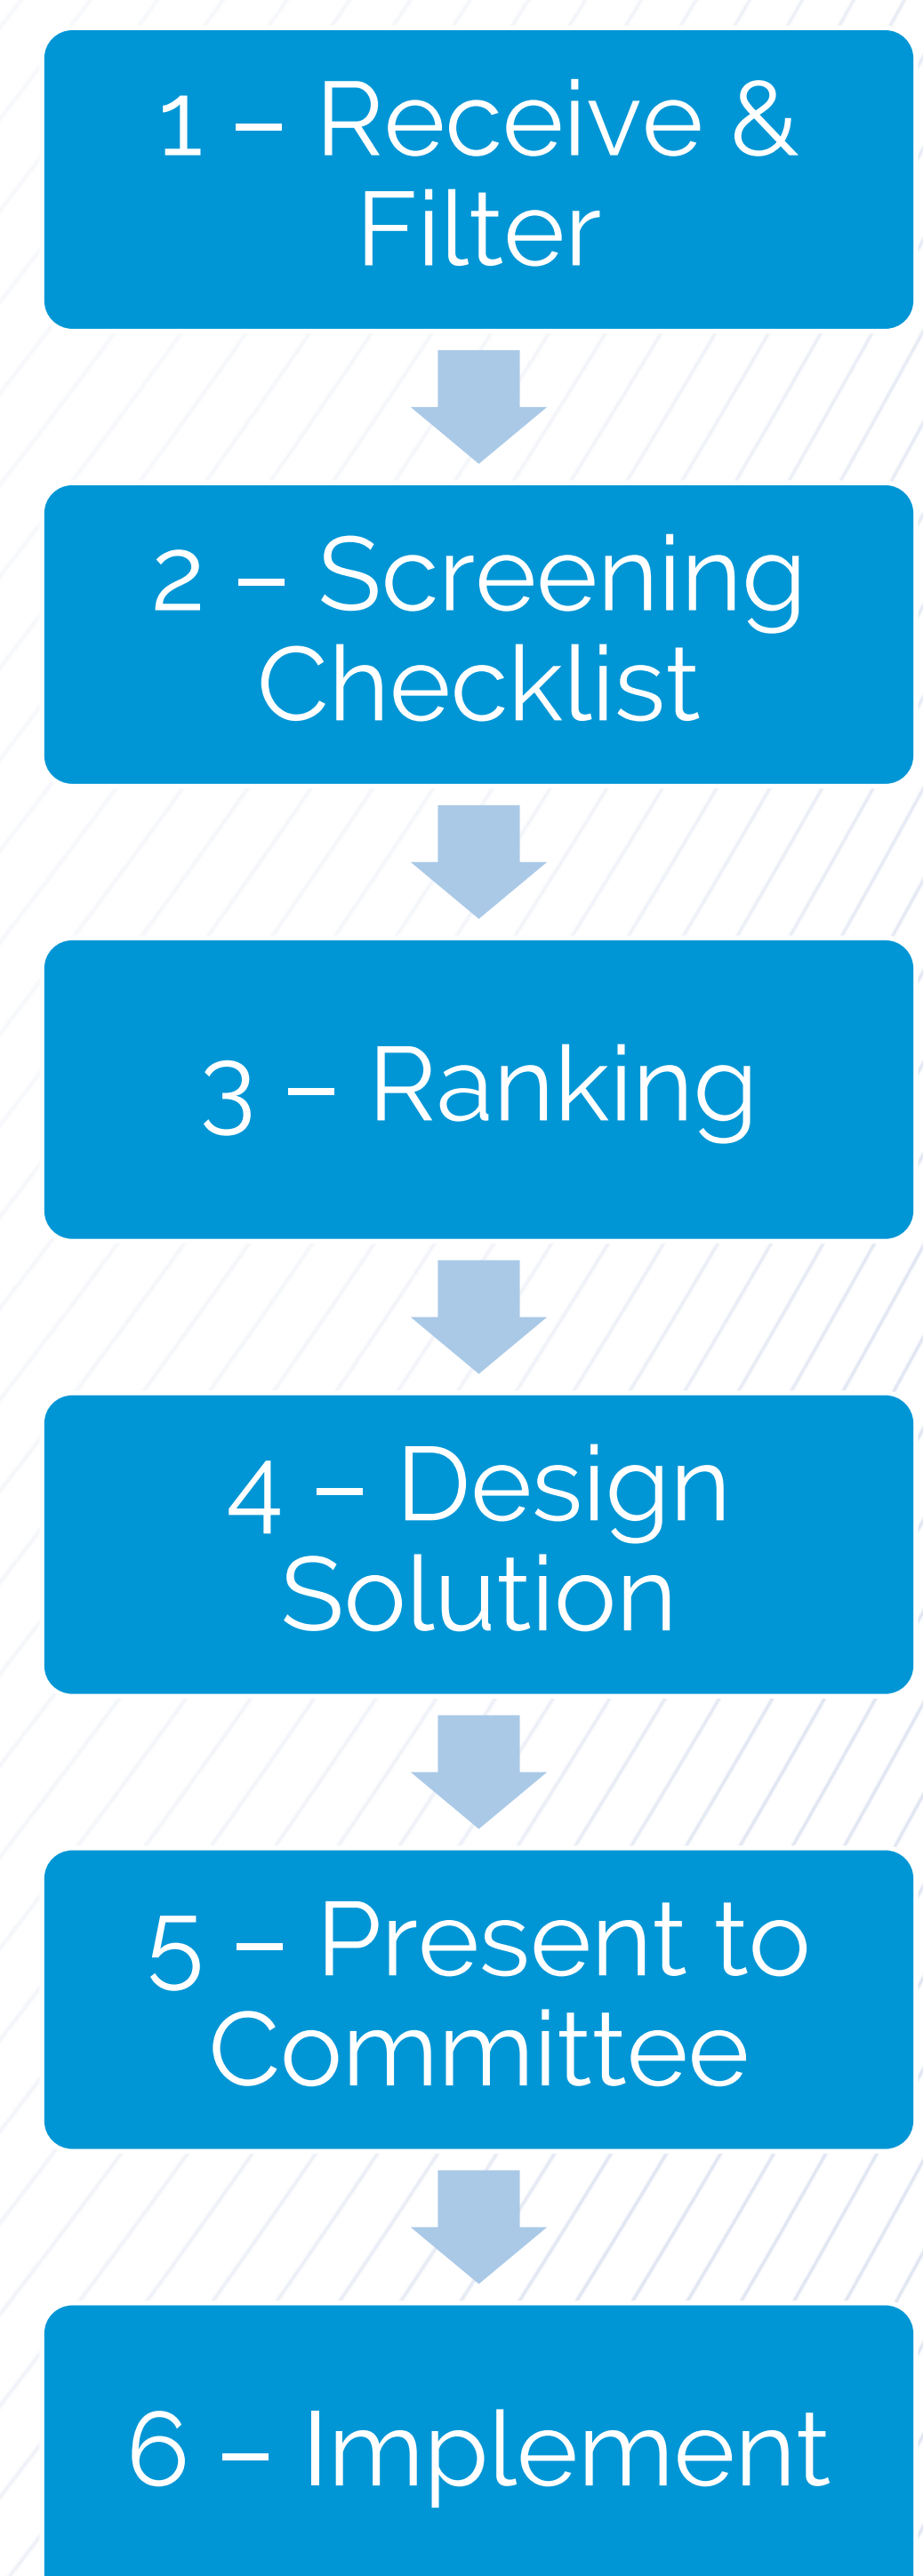 1 – Receive &
Filter
2 – Screening
Checklist
3 – Ranking
4 – Design
Solution
5 – Present to
Committee
6 – Implement